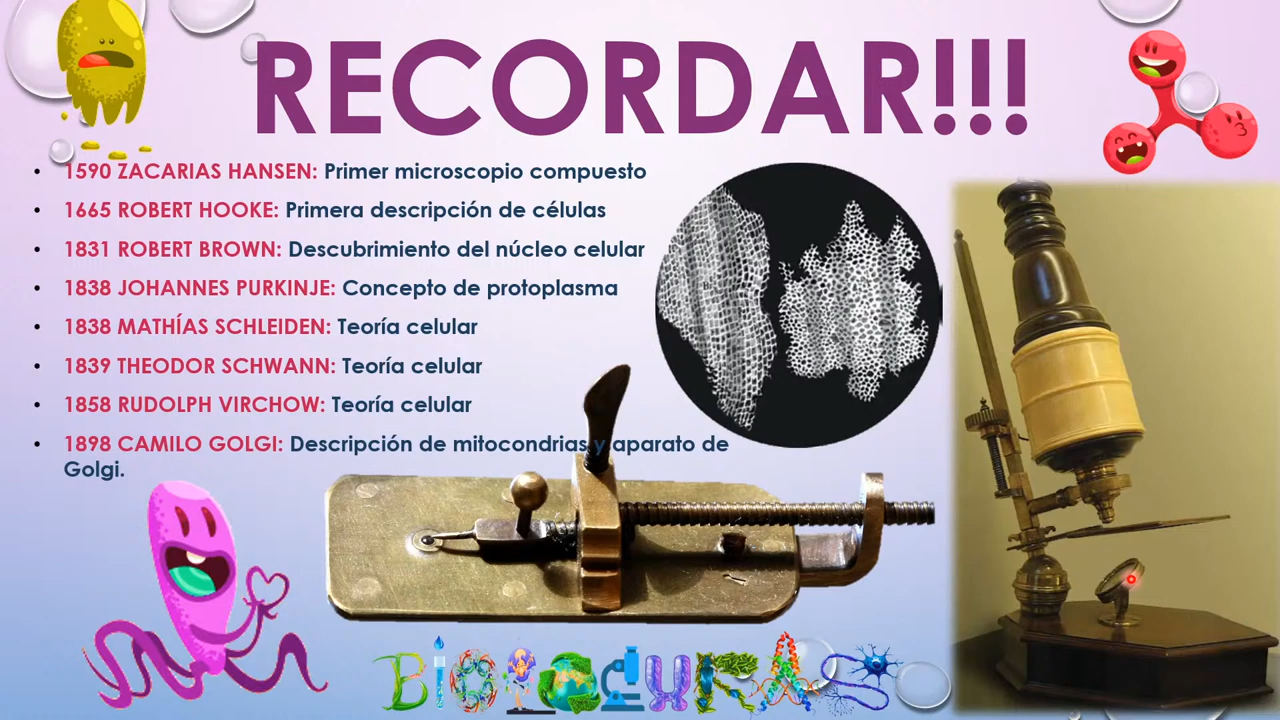 RECORDAR!!!
• 1590 ZACARIAS HANSEN: Primer microscopio compuesto
• 1665 ROBERT HOOKE: Primera descripción de células
• 1831 ROBERT BROWN: Descubrimiento del núcleo celular
• 1838 JOHANNES PURKINJE: Concepto de protoplasma
• 1838 MATHÍAS SCHLEIDEN: Teoría celular
• 1839 THEODOR SCHWANN: Teoría celular
• 1858 RUDOLPH VIRCHOW: Teoría celular
• 1898 CAMILO GOLGI: Descripción de mitocondrias y aparato de
Golgi.
BIOLOCURAS